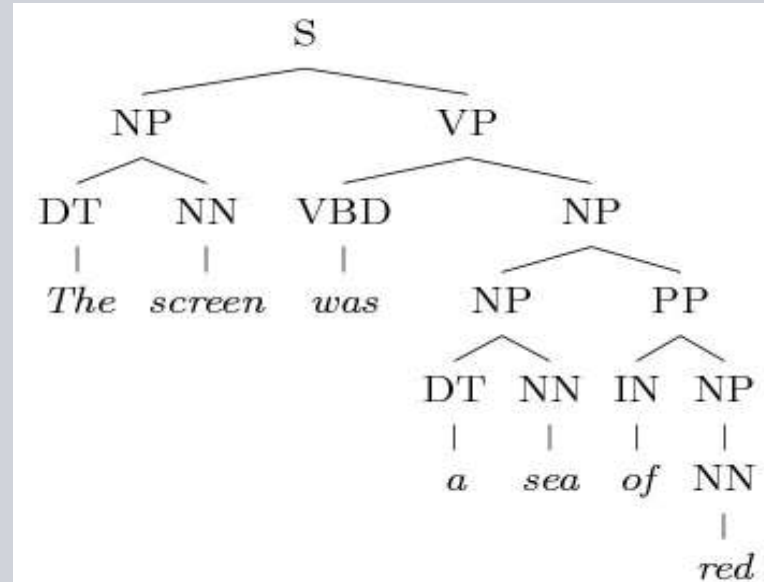 S
NP VP
DT NN VBD NP
The screen was NP PP
DT NN IN NP
a sea of NN
red